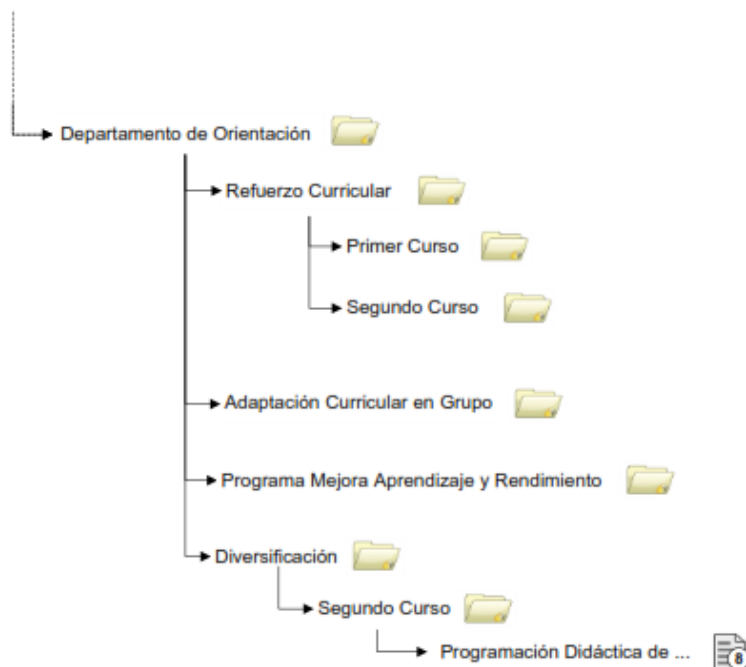 Departamento de Orientación
Refuerzo Curricular
Primer Curso
Segundo Curso
Adaptación Curricular en Grupo
Programa Mejora Aprendizaje y Rendimiento
Diversificación
Segundo Curso
Programación Didáctica de ...
8